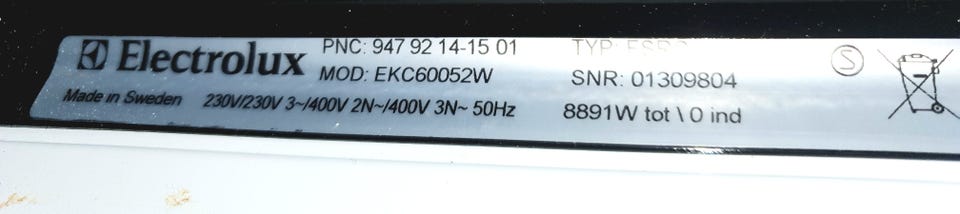 Electrolux PNC: 947 92 14-15 01 TYP:
MOD: EKC60052W SNR: 01309804
Made in Sweden 230V/230V 3~/400V 2N~/400V 3N~ 50Hz 8891W tot \ 0 ind
S